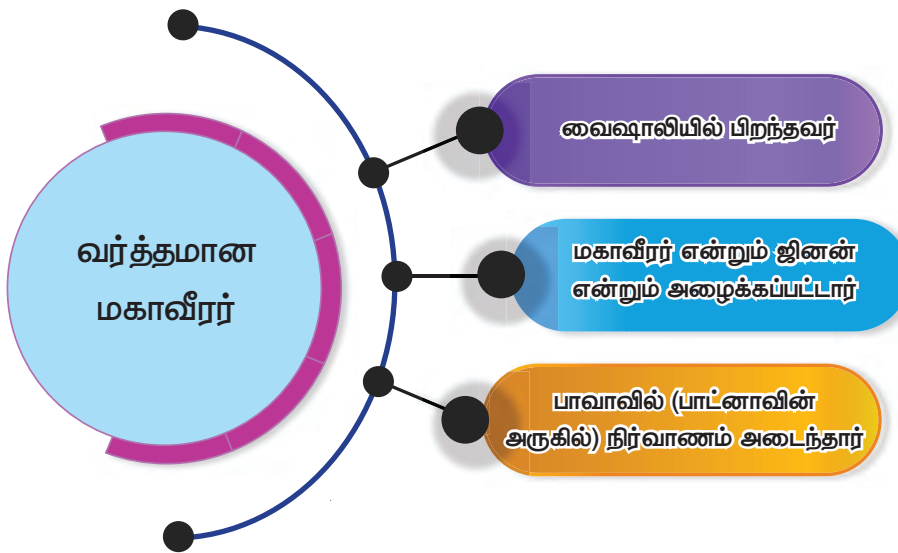 வர்த்தமான
மகாவீரர்
வைஷாலியில் பிறந்தவர்
மகாவீரர் என்றும் ஜினன்
என்றும் அழைக்கப்பட்டார்
பாவாவில் (பாட்னாவின்
அருகில்) நிர்வாணம் அடைந்தார்